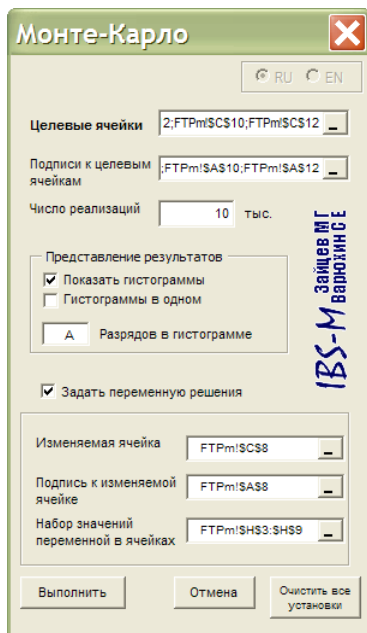 Монте-Карло
RU EN
Целевые ячейки 2;FTPm!$C$10;FTPm!$C$12 _
Подписи к целевым
ячейкам ;FTPm!$A$10;FTPm!$A$12 _
Число реализаций 10 тыс.
Представление результатов
Показать гистограммы
Гистограммы в одном
А Разрядов в гистограмме
IBS-M Зайцев М Г
Варюхин С Е
Задать переменную решения
Изменяемая ячейка FTPm!$C$8 _
Подпись к изменяемой
ячейке FTPm!$A$8 _
Набор значений
переменной в ячейках FTPm!$H$3:$H$9 _
Выполнить Отмена Очистить все
установки